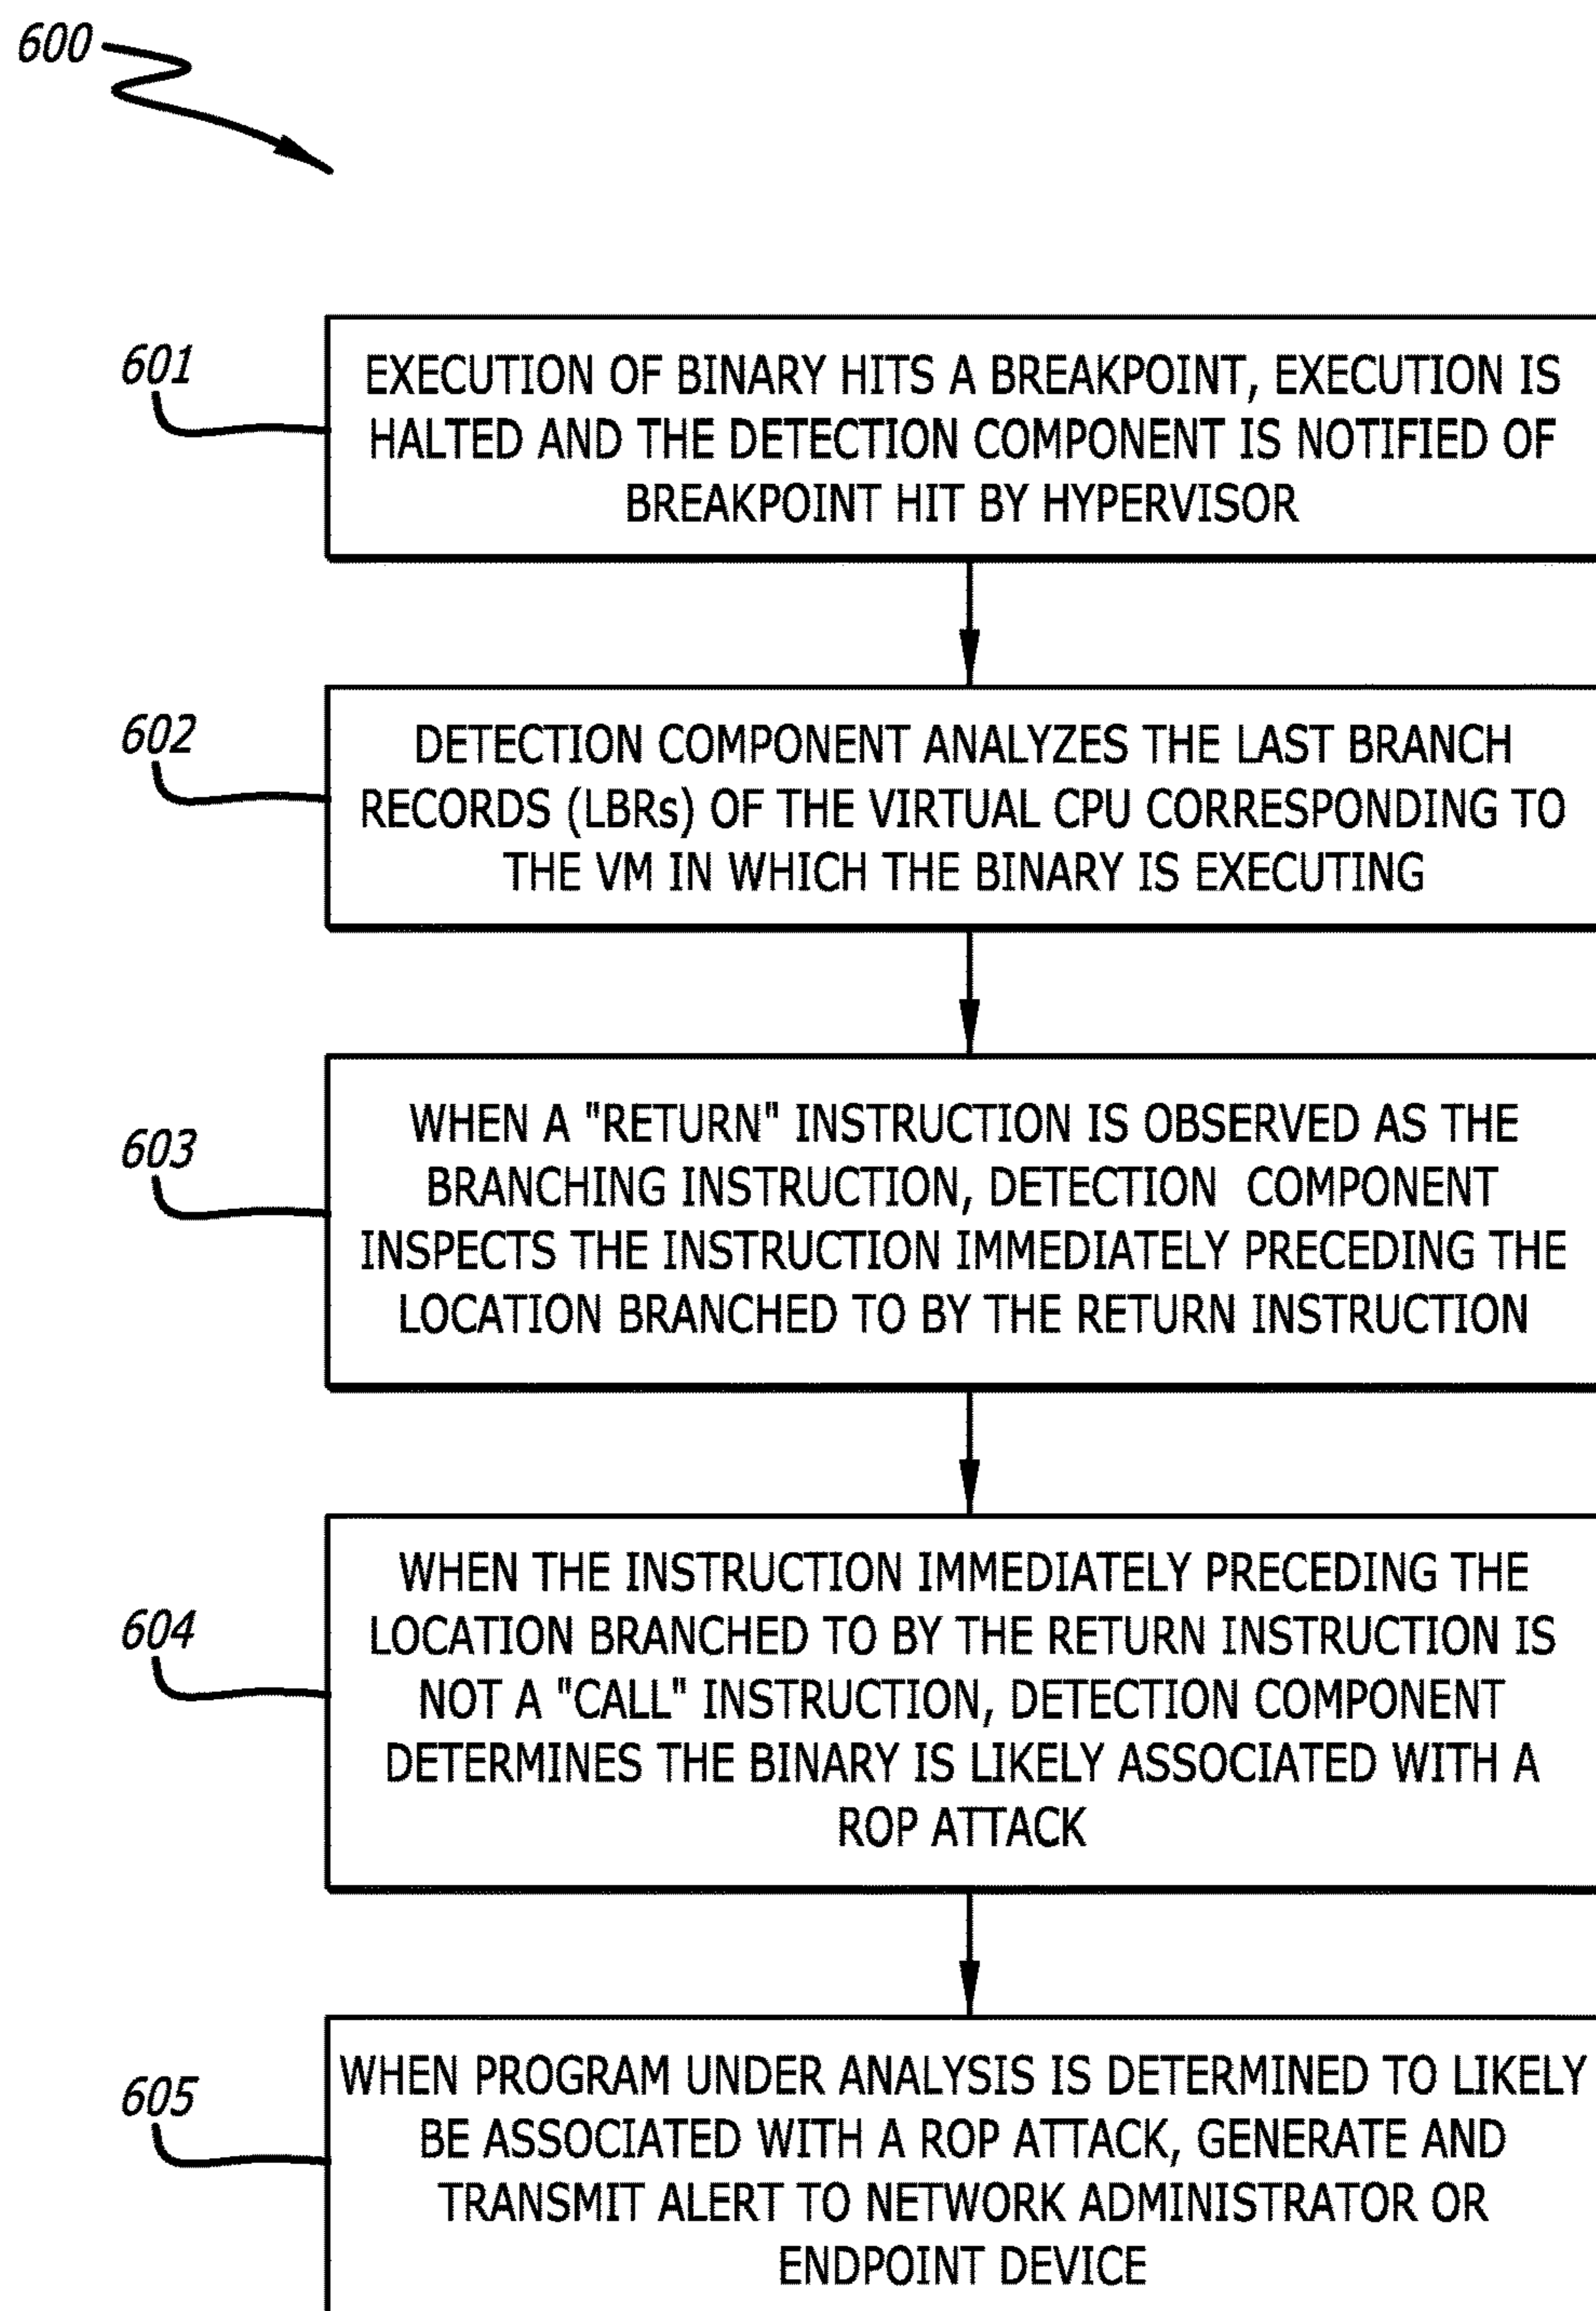 600
601
EXECUTION OF BINARY HITS A BREAKPOINT, EXECUTION IS
HALTED AND THE DETECTION COMPONENT IS NOTIFIED OF
BREAKPOINT HIT BY HYPERVISOR
602
DETECTION COMPONENT ANALYZES THE LAST BRANCH
RECORDS (LBRs) OF THE VIRTUAL CPU CORRESPONDING TO
THE VM IN WHICH THE BINARY IS EXECUTING
603
WHEN A "RETURN" INSTRUCTION IS OBSERVED AS THE
BRANCHING INSTRUCTION, DETECTION COMPONENT
INSPECTS THE INSTRUCTION IMMEDIATELY PRECEDING THE
LOCATION BRANCHED TO BY THE RETURN INSTRUCTION
604
WHEN THE INSTRUCTION IMMEDIATELY PRECEDING THE
LOCATION BRANCHED TO BY THE RETURN INSTRUCTION IS
NOT A "CALL" INSTRUCTION, DETECTION COMPONENT
DETERMINES THE BINARY IS LIKELY ASSOCIATED WITH A
ROP ATTACK
605
WHEN PROGRAM UNDER ANALYSIS IS DETERMINED TO LIKELY
BE ASSOCIATED WITH A ROP ATTACK, GENERATE AND
TRANSMIT ALERT TO NETWORK ADMINISTRATOR OR
ENDPOINT DEVICE